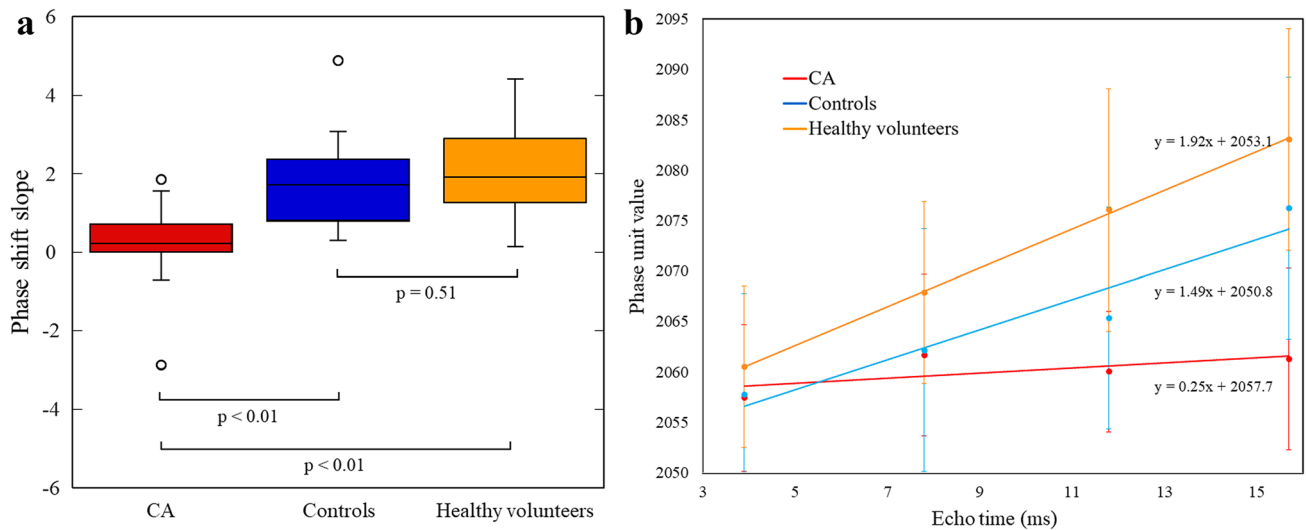 a
6
4
2
0
-2
-4
-6
Phase shift slope
p = 0.51
p < 0.01
p < 0.01
CA
Controls
Healthy volunteers
b
2095
2090
2085
2080
2075
2070
2065
2060
2055
2050
Phase unit value
CA
Controls
Healthy volunteers
y = 1.92x + 2053.1
y = 1.49x + 2050.8
y = 0.25x + 2057.7
3
5
7
9
11
13
15
Echo time (ms)